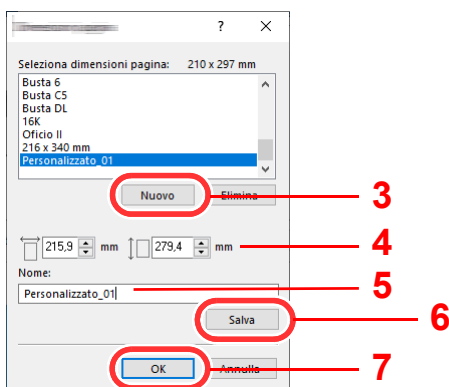 ?
Seleziona dimensioni pagina: 210 x 297 mm
Busta 6
Busta C5
Busta DL
16K
Oficio II
216 x 340 mm
Personalizzato_01
Nuovo Elimina 3
215,9 mm 279,4 mm 4
Nome:
5
Personalizzato_01
Salva 6
OK Annulla 7